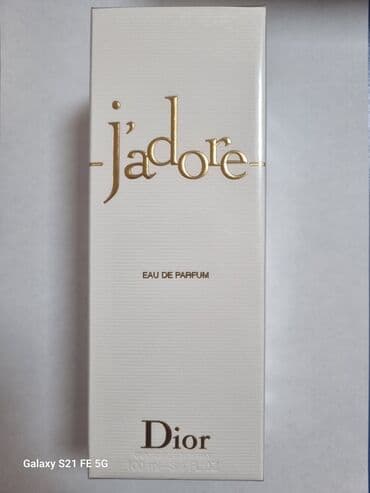 j'adore
EAU DE PARFUM
Dior
Galaxy S21 FE 5G